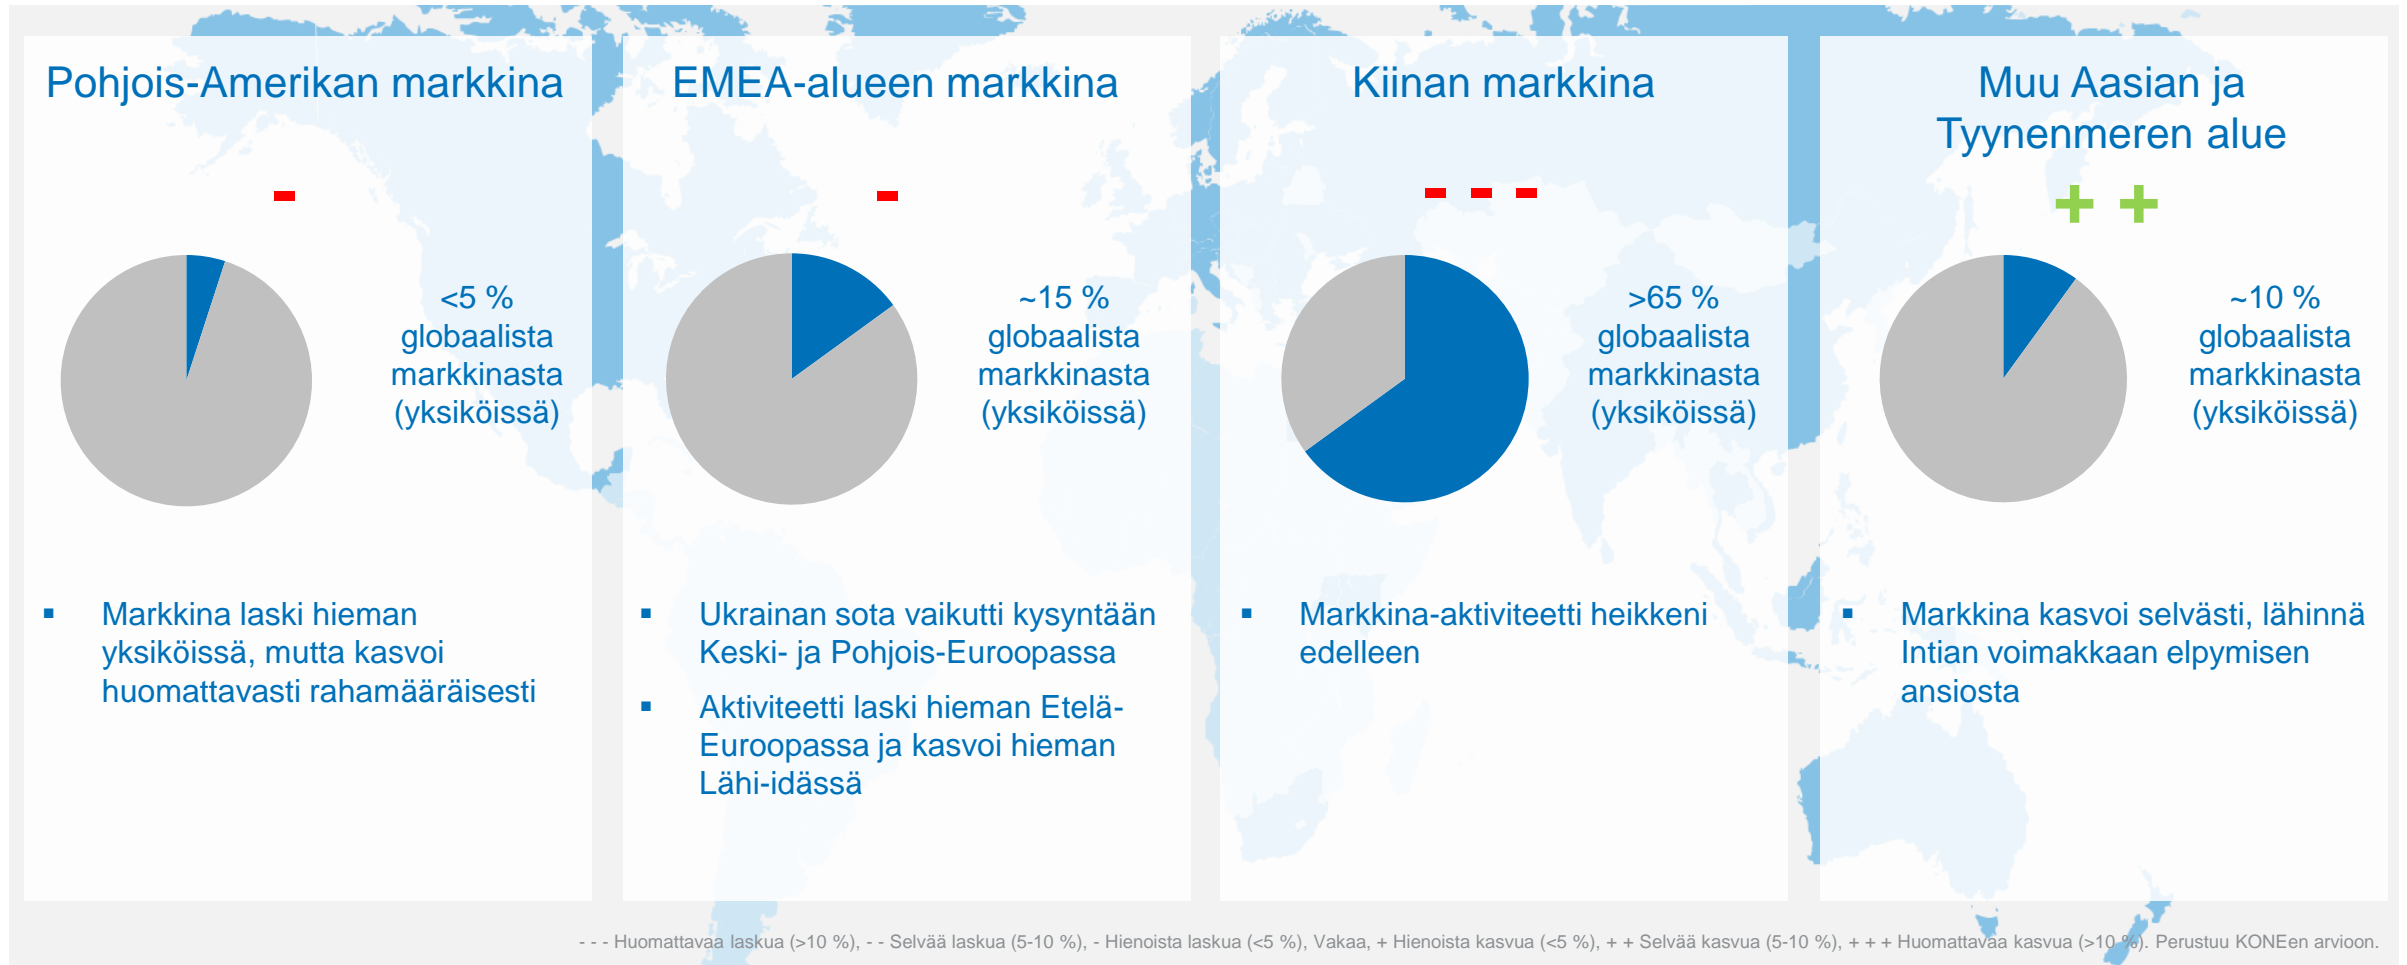 Pohjois-Amerikan markkina
-
<5 %
globaalista
markkinasta
(yksiköissä)
▪ Markkina laski hieman
yksiköissä, mutta kasvoi
huomattavasti rahamääräisesti
EMEA-alueen markkina
-
~15 %
globaalista
markkinasta
(yksiköissä)
▪ Ukrainan sota vaikutti kysyntään
Keski- ja Pohjois-Euroopassa
▪ Aktiviteetti laski hieman Etelä-
Euroopassa ja kasvoi hieman
Lähi-idässä
Kiinan markkina
- - -
>65 %
globaalista
markkinasta
(yksiköissä)
▪ Markkina-aktiviteetti heikkeni
edelleen
Muu Aasian ja
Tyynenmeren alue
+ +
~10 %
globaalista
markkinasta
(yksiköissä)
▪ Markkina kasvoi selvästi, lähinnä
Intian voimakkaan elpymisen
ansiosta
- - - Huomattavaa laskua (>10 %), - - Selvää laskua (5-10 %), - Hienoista laskua (<5 %), Vakaa, + Hienoista kasvua (<5 %), + + Selvää kasvua (5-10 %), + + + Huomattavaa kasvua (>10 %). Perustuu KONEen arvioon.